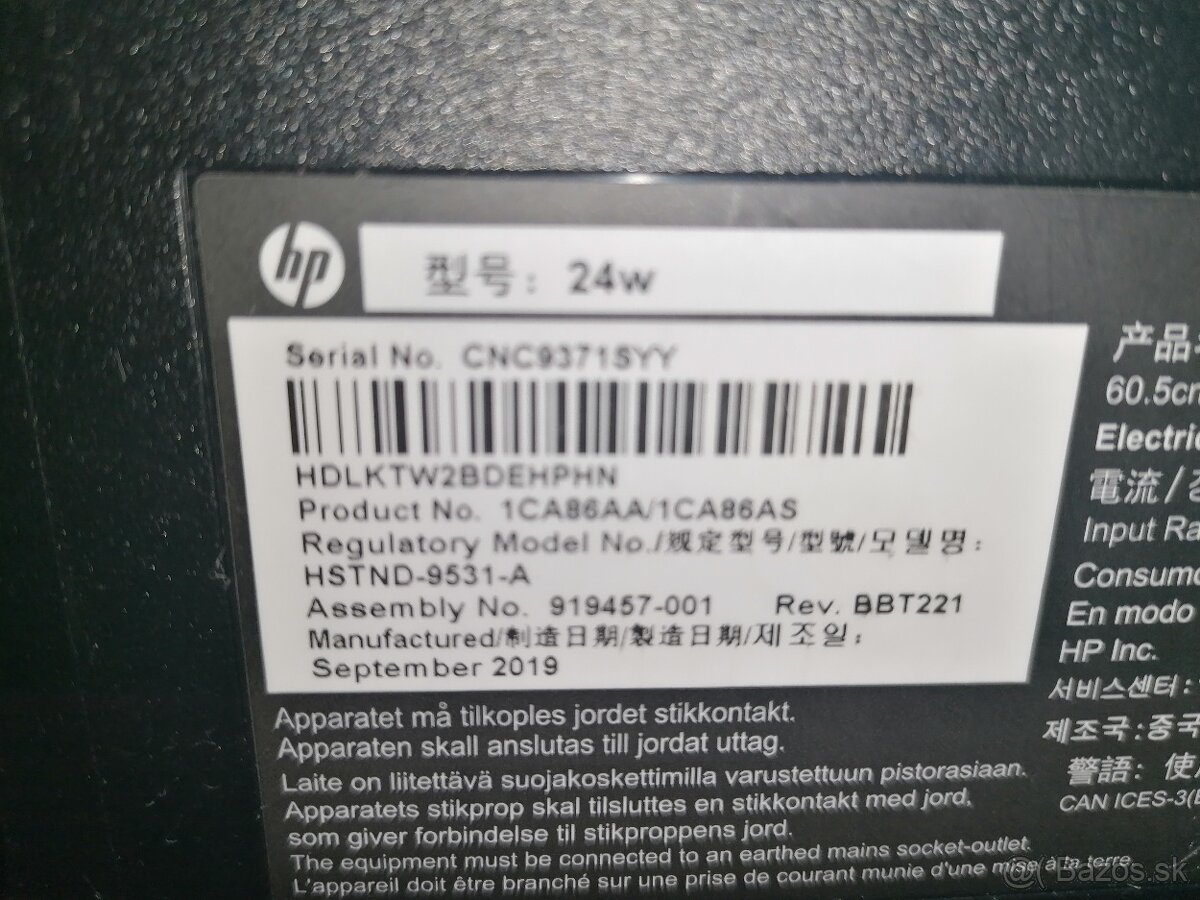 hp
型号: 24w
Serial No. CNC9371SYY
HDLKTW2BDEHPHN
Product No. 1CA86AA/1CA86AS
Regulatory Model No./规定型号/型號/모델명:
HSTND-9531-A
Assembly No. 919457-001 Rev. BBT221
Manufactured/制造日期/製造日期/제조일:
September 2019
产品
60.5cm
Electric
電流/
Input Ra
Consumo
En modo
HP Inc.
서비스센터:
제조국:중국
警語: 使
CAN ICES-3(B
Apparatet må tilkoples jordet stikkontakt.
Apparaten skall anslutas till jordat uttag.
Laite on liitettävä suojakoskettimilla varustettuun pistorasiaan.
Apparatets stikprop skal tilsluttes en stikkontakt med jord,
som giver forbindelse til stikproppens jord.
The equipment must be connected to an earthed mains socket-outlet.
L'appareil doit être branché sur une prise de courant munie d'une mise à la terre.
@( Bazos.sk